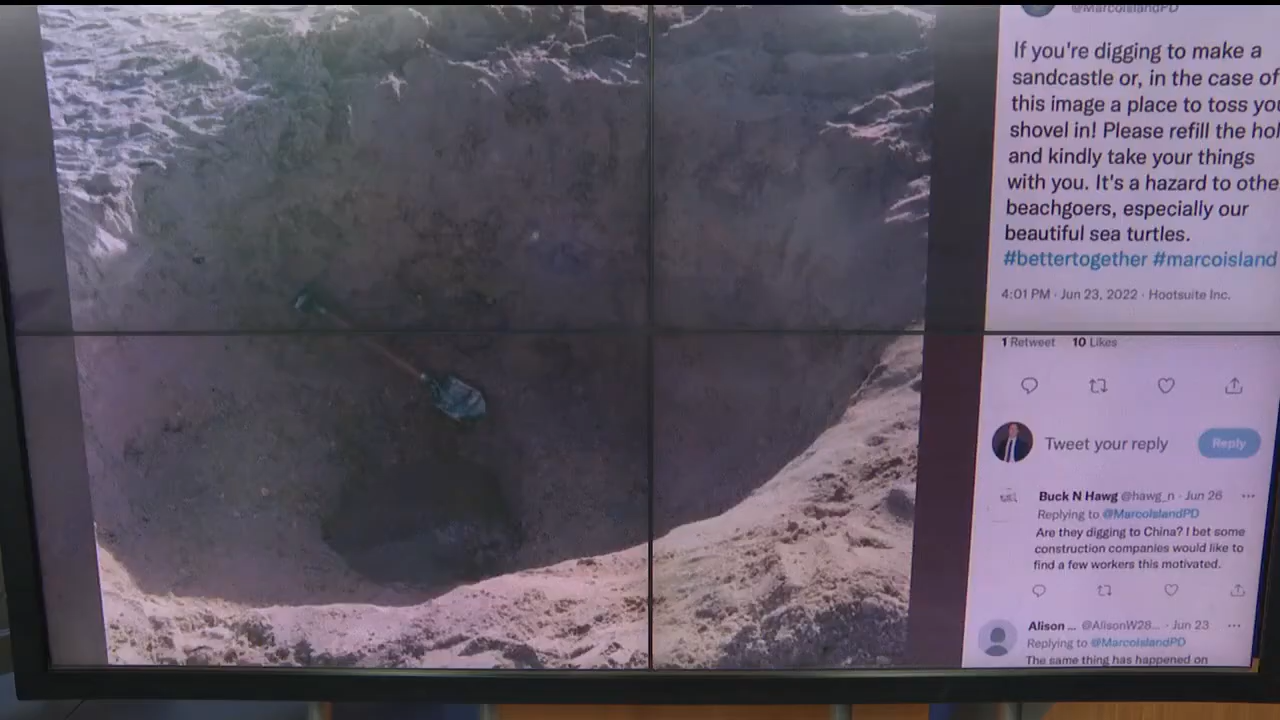 @MarcoIslandPD
If you're digging to make a
sandcastle or, in the case of
this image a place to toss you
shovel in! Please refill the hol
and kindly take your things
with you. It's a hazard to othe
beachgoers, especially our
beautiful sea turtles.
#bettertogether #marcoisland
4:01 PM · Jun 23, 2022 · Hootsuite Inc.
1 Retweet 10 Likes
Tweet your reply Reply
Buck N Hawg @hawg_n · Jun 26 ...
Replying to @MarcoIslandPD
Are they digging to China? I bet some
construction companies would like to
find a few workers this motivated.
Alison ... @AlisonW28... · Jun 23 ...
Replying to @MarcoIslandPD
The same thing has happened on